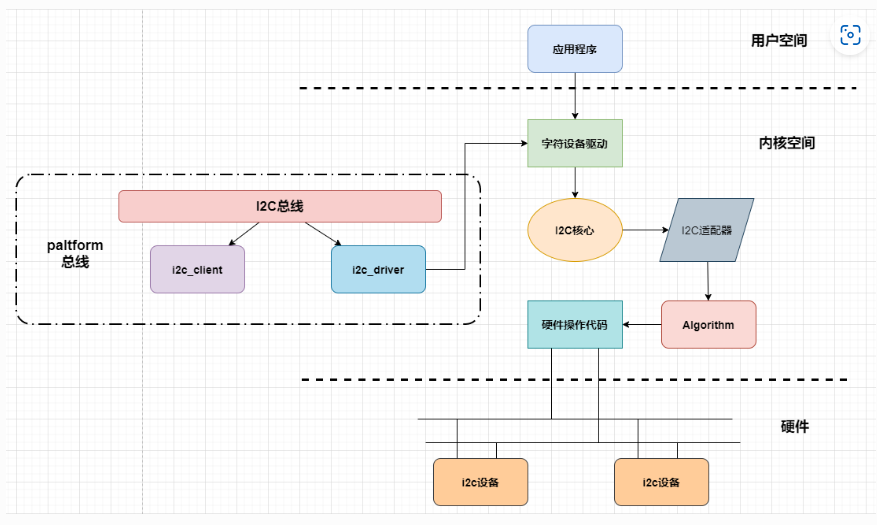 用户空间
应用程序
内核空间
字符设备驱动
I2C总线
paltform
总线
i2c_client
i2c_driver
I2C核心
I2C适配器
硬件操作代码
Algorithm
硬件
i2c设备
i2c设备